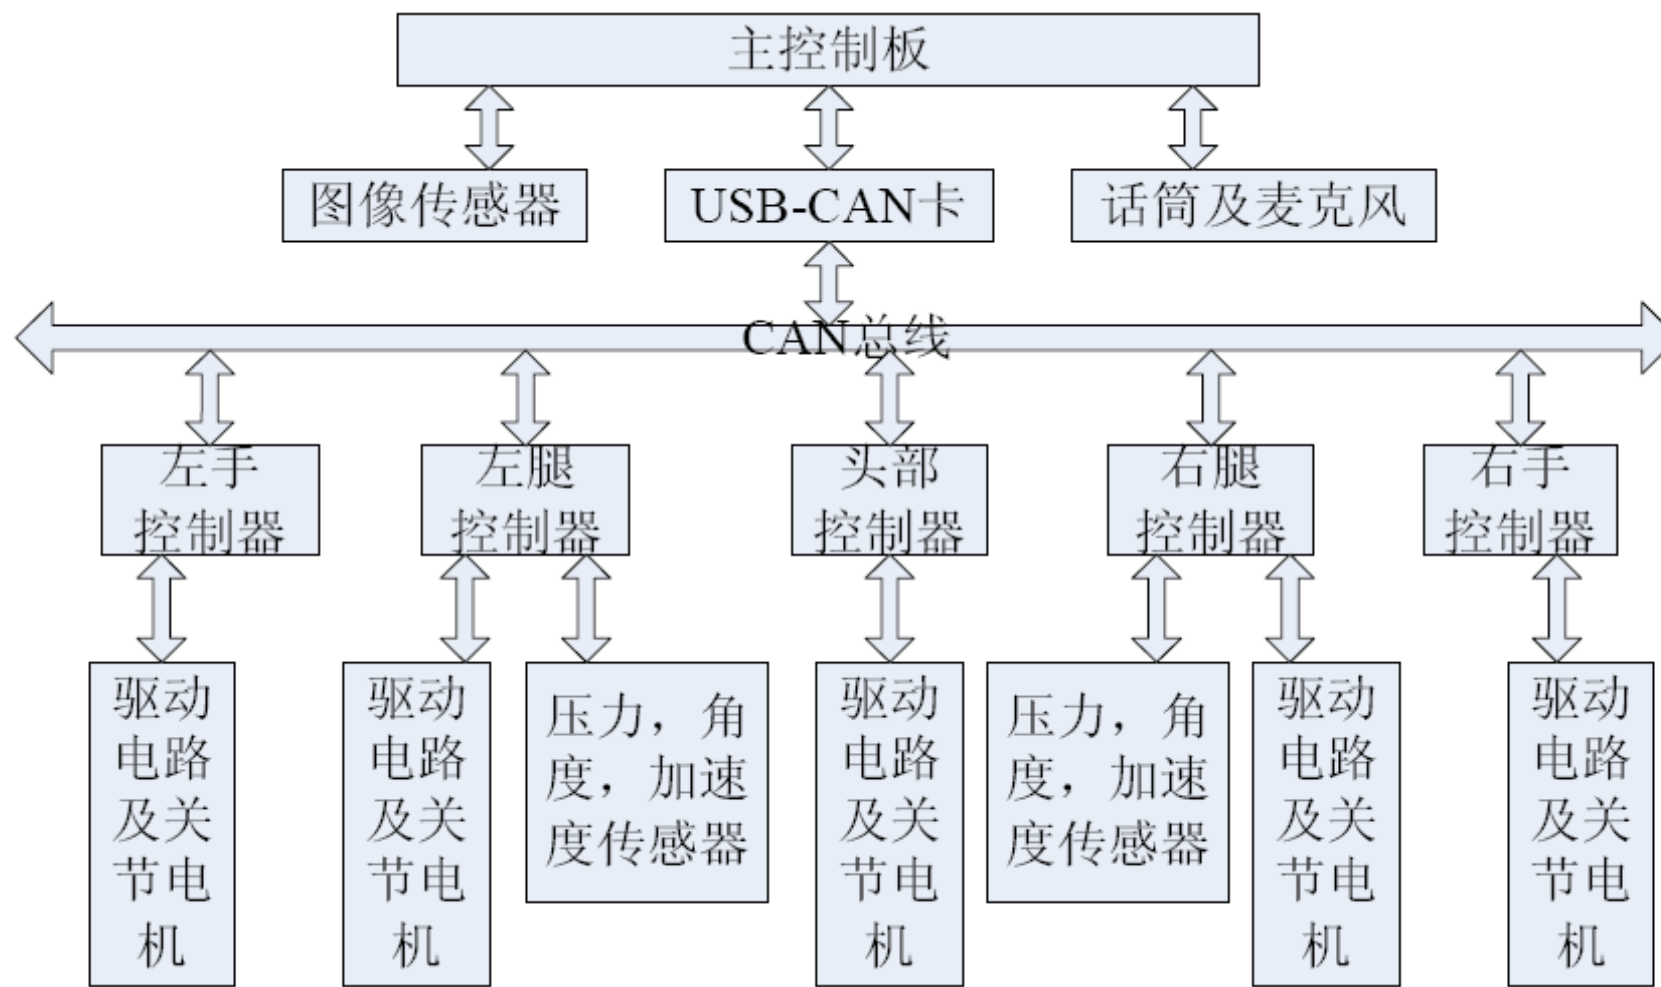 主控制板
图像传感器
USB-CAN卡
话筒及麦克风
CAN总线
左手
控制器
左腿
控制器
头部
控制器
右腿
控制器
右手
控制器
驱动
电路
及关
节电
机
驱动
电路
及关
节电
机
压力，角
度，加速
度传感器
驱动
电路
及关
节电
机
压力，角
度，加速
度传感器
驱动
电路
及关
节电
机
驱动
电路
及关
节电
机